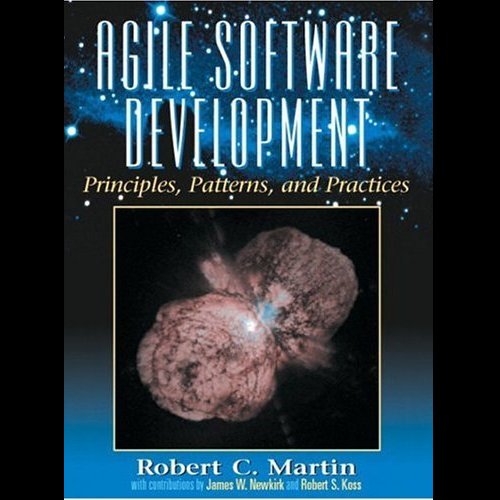 AGILE SOFTWARE
DEVELOPMENT
Principles, Patterns, and Practices
Robert C. Martin
with contributions by James W. Newkirk and Robert S. Koss